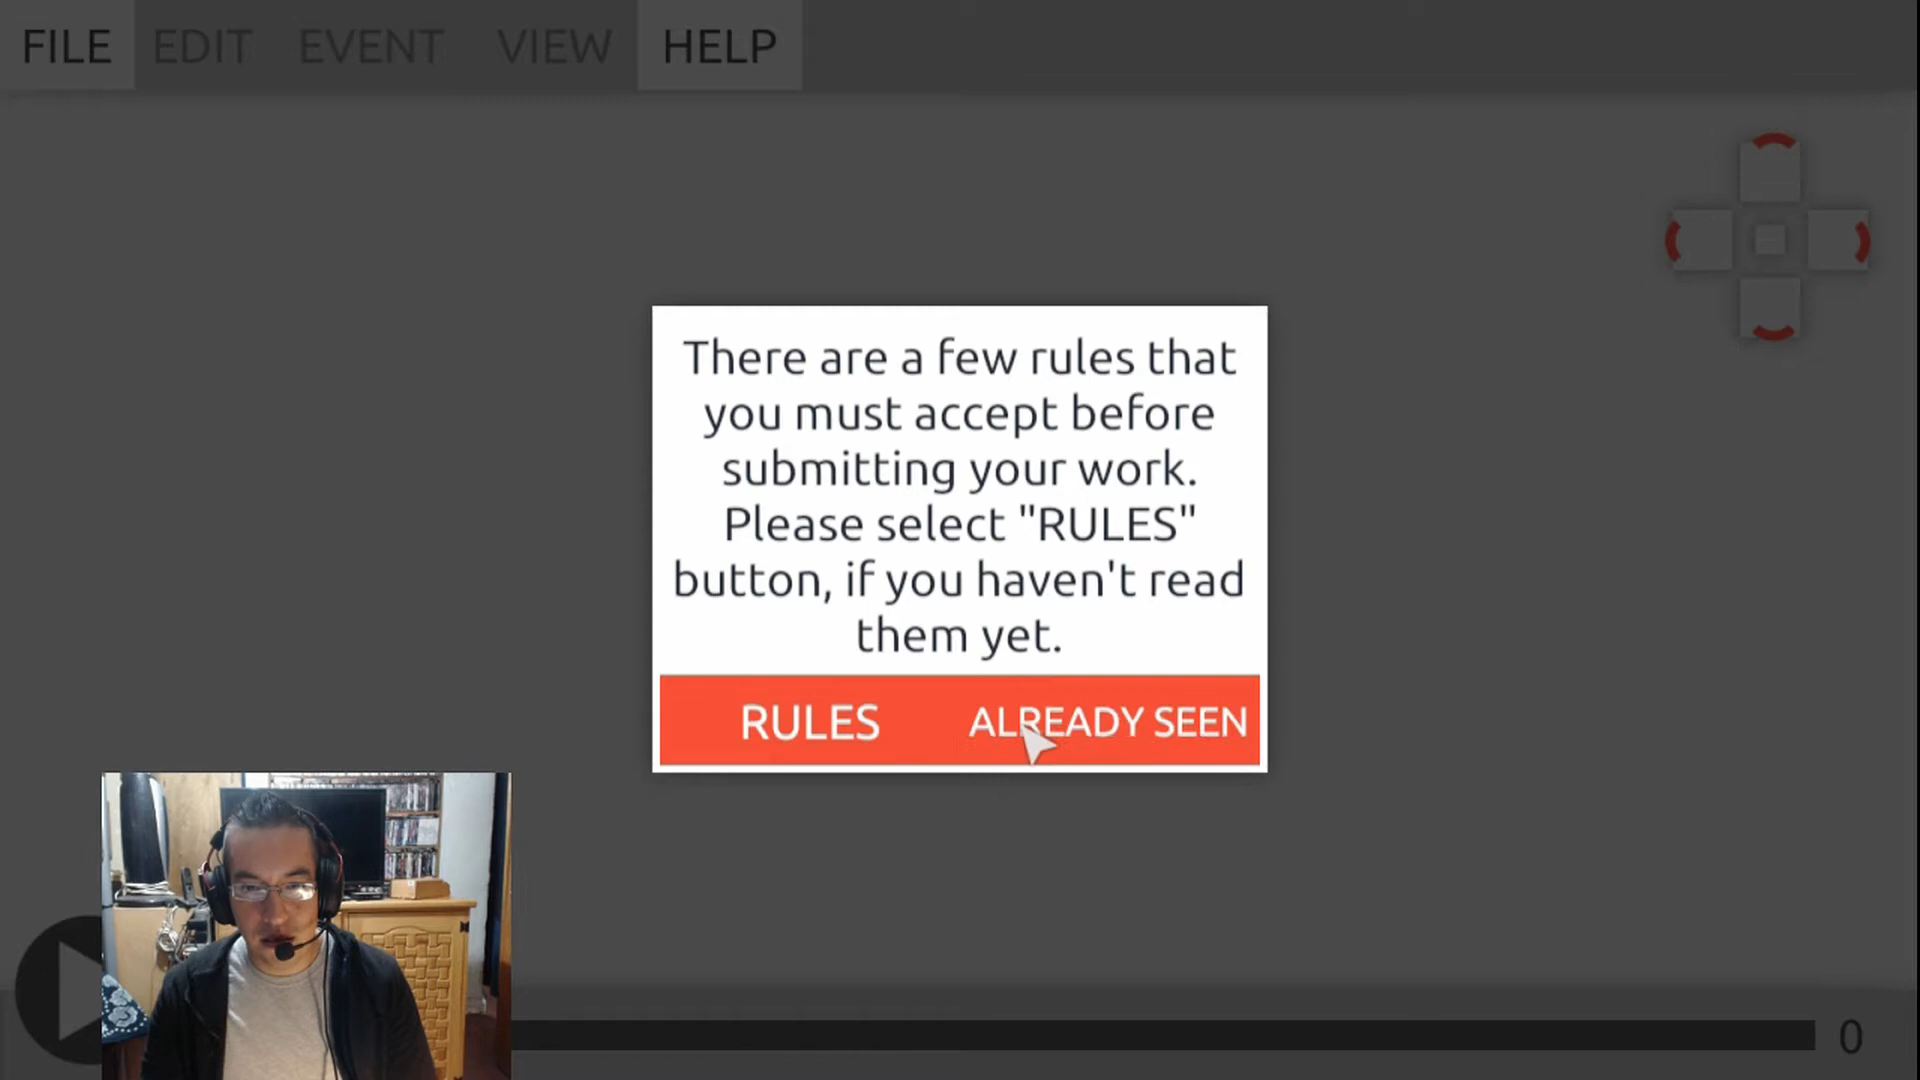 FILE EDIT EVENT VIEW HELP
There are a few rules that
you must accept before
submitting your work.
Please select "RULES"
button, if you haven't read
them yet.
RULES ALREADY SEEN
0